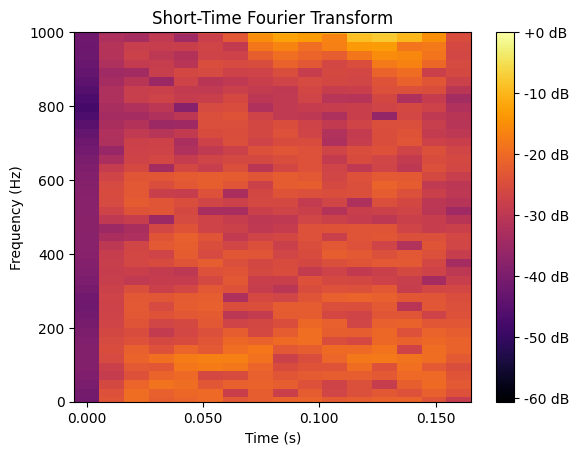 Short-Time Fourier Transform
1000
800
600
400
200
0
Frequency (Hz)
0.000
0.050
0.100
0.150
Time (s)
+0 dB
-10 dB
-20 dB
-30 dB
-40 dB
-50 dB
-60 dB